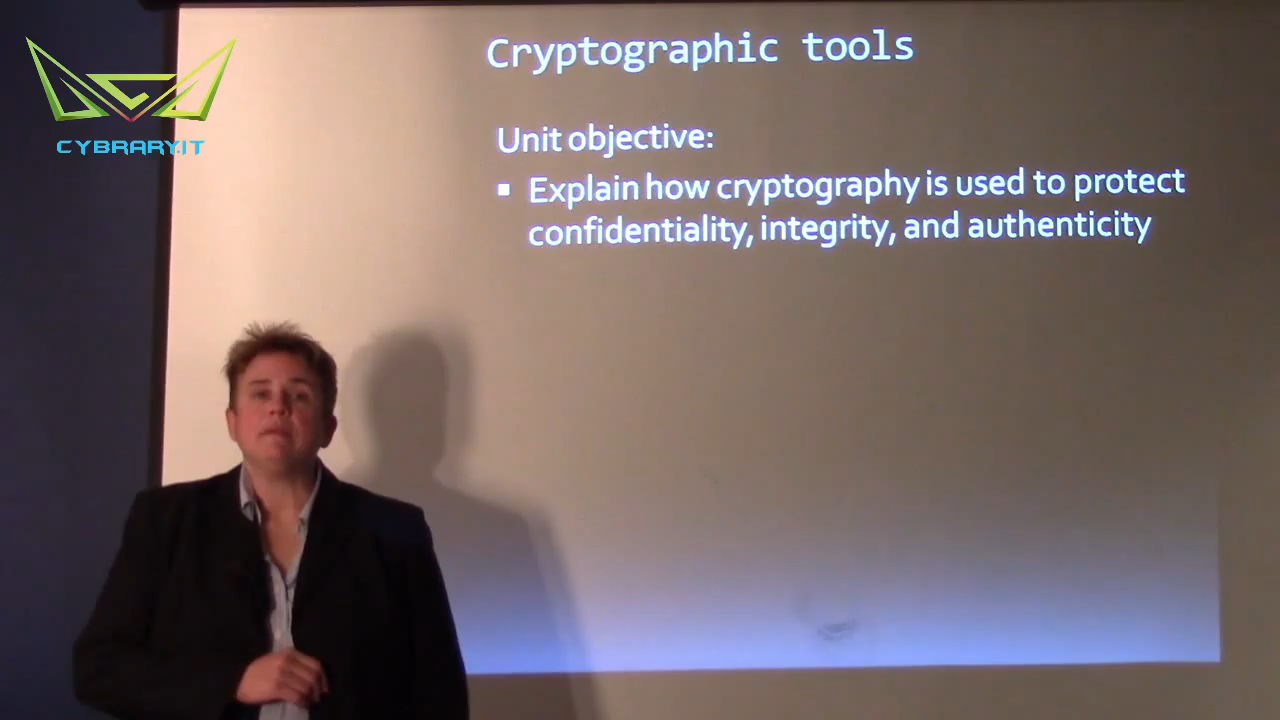 Cryptographic tools
CYBRARY.IT
Unit objective:
▪ Explain how cryptography is used to protect
confidentiality, integrity, and authenticity